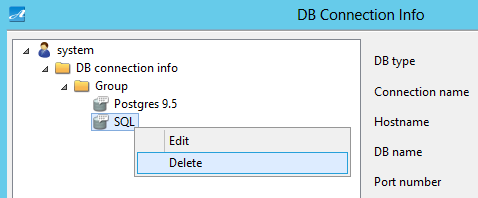 DB Connection Info
system
DB connection info
Group
Postgres 9.5
SQL
Edit
Delete
DB type
Connection name
Hostname
DB name
Port number